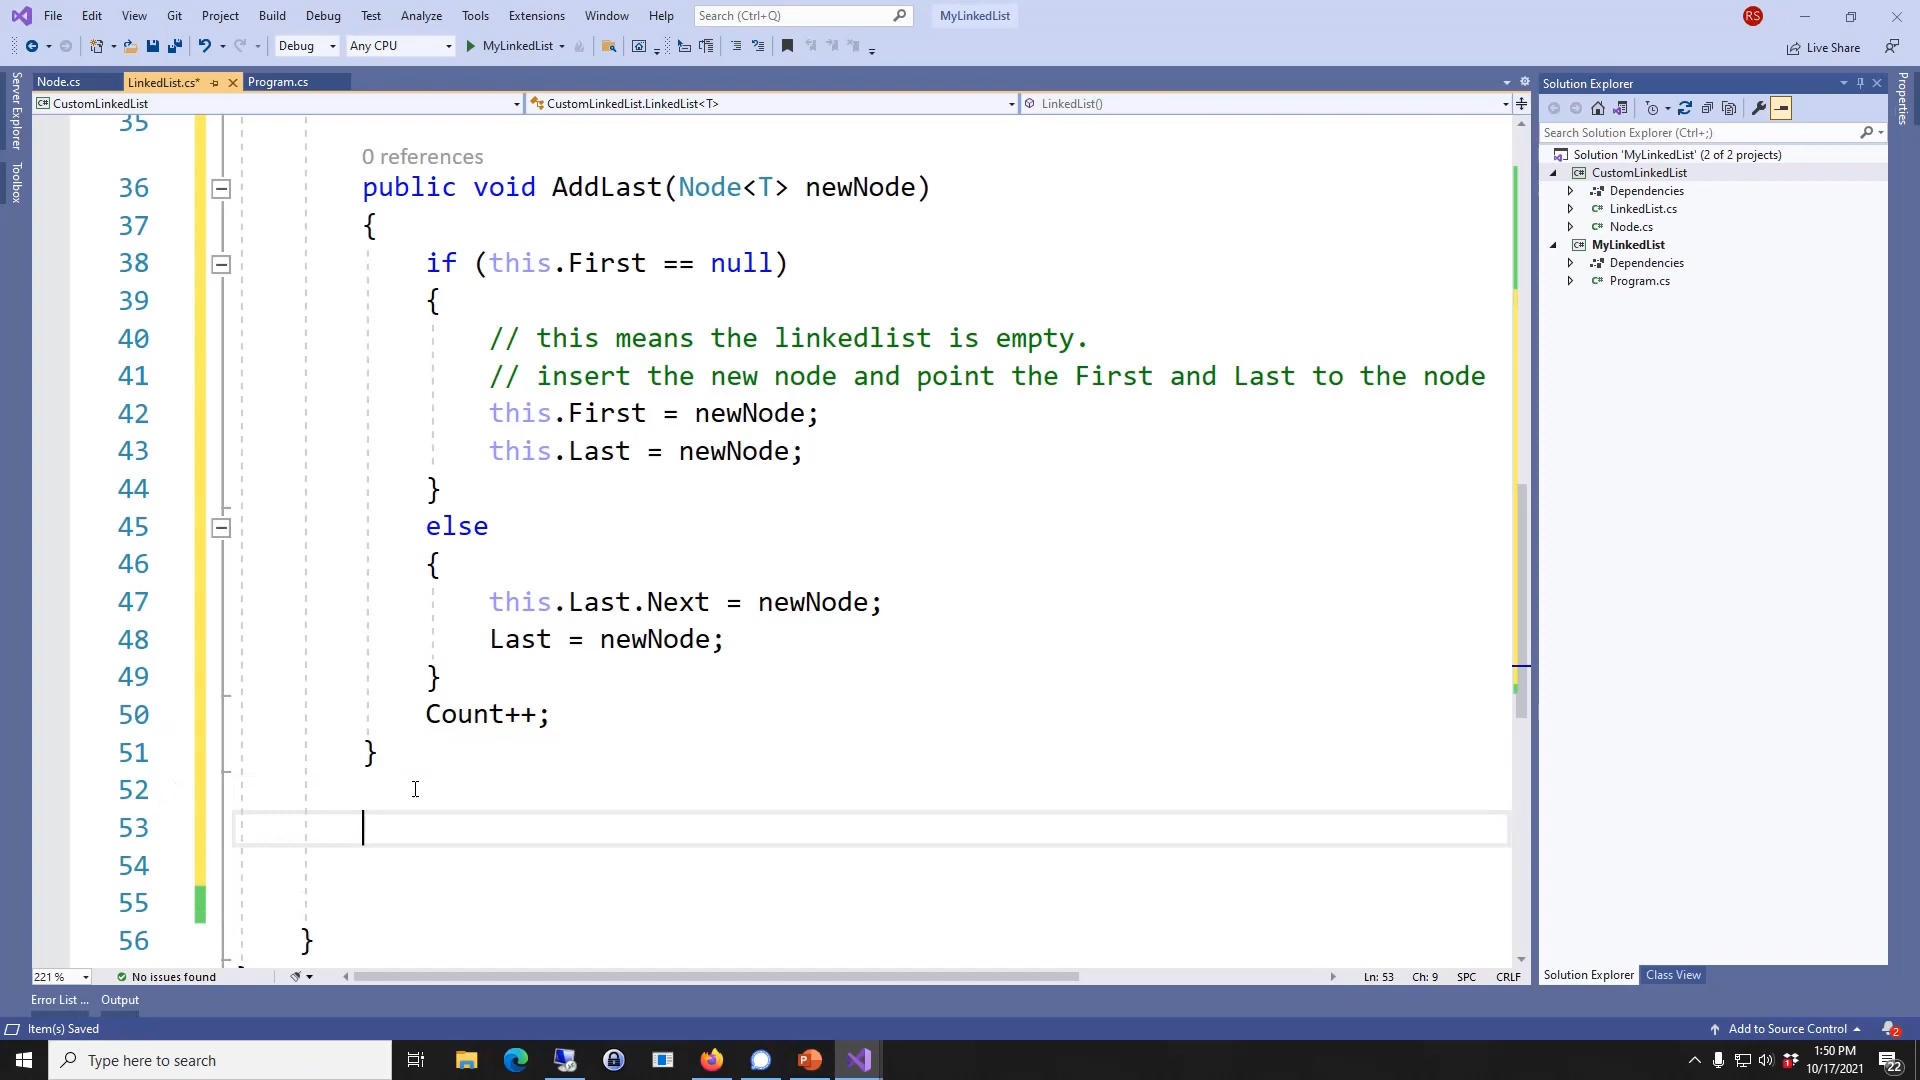 File Edit View Git Project Build Debug Test Analyze Tools Extensions Window Help Search (Ctrl+Q) MyLinkedList RS
Debug Any CPU MyLinkedList Live Share
Server Explorer
Toolbox
Node.cs LinkedList.cs* Program.cs
CustomLinkedList CustomLinkedList.LinkedList<T> LinkedList()
35
0 references
36 public void AddLast(Node<T> newNode)
37 {
38 if (this.First == null)
39 {
40 // this means the linkedlist is empty.
41 // insert the new node and point the First and Last to the node
42 this.First = newNode;
43 this.Last = newNode;
44 }
45 else
46 {
47 this.Last.Next = newNode;
48 Last = newNode;
49 }
50 Count++;
51 }
52
53
54
55
56 }
221 % No issues found Ln: 53 Ch: 9 SPC CRLF
Error List ... Output
Item(s) Saved Add to Source Control 2
Solution Explorer
Search Solution Explorer (Ctrl+;)
Solution 'MyLinkedList' (2 of 2 projects)
C# CustomLinkedList
Dependencies
C# LinkedList.cs
C# Node.cs
C# MyLinkedList
Dependencies
C# Program.cs
Solution Explorer Class View
Properties
Type here to search
1:50 PM
10/17/2021
22